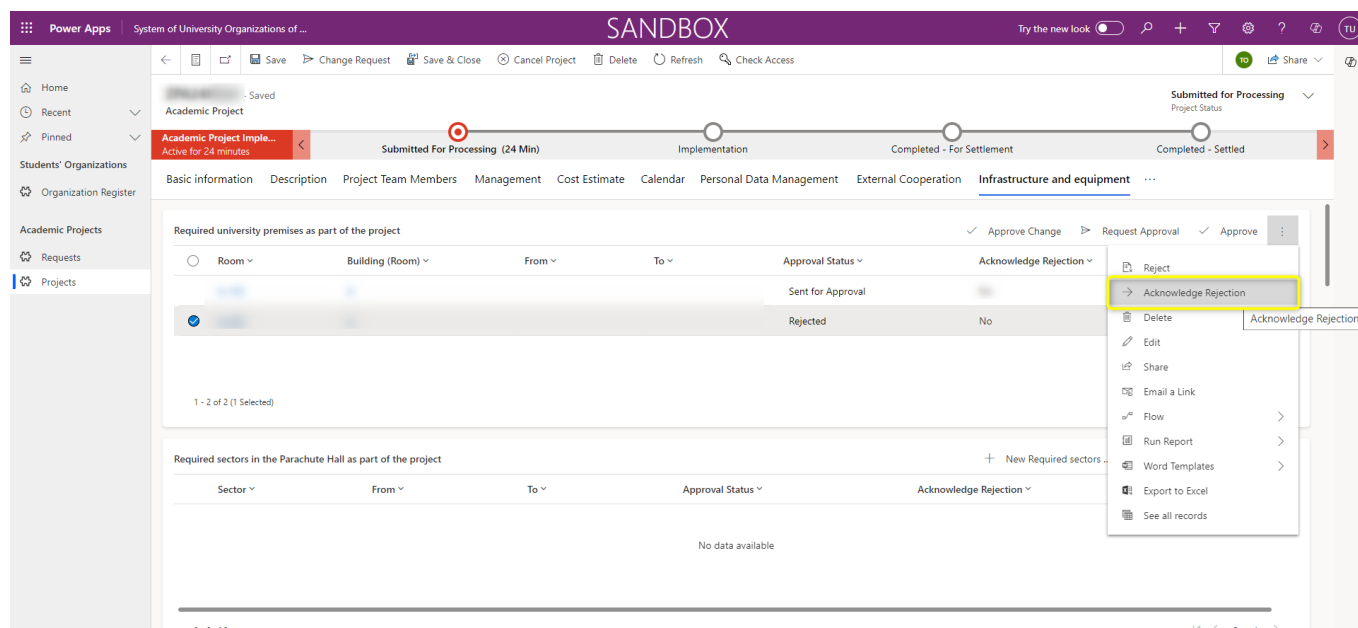 Power Apps System of University Organizations of ... SANDBOX Try the new look TU
Save Change Request Save & Close Cancel Project Delete Refresh Check Access TO Share
Home
Recent
Pinned
Students' Organizations
Organization Register
Academic Projects
Requests
Projects
- Saved
Academic Project
Submitted for Processing
Project Status
Academic Project Imple...
Active for 24 minutes
Submitted For Processing (24 Min) Implementation Completed - For Settlement Completed - Settled
Basic information Description Project Team Members Management Cost Estimate Calendar Personal Data Management External Cooperation Infrastructure and equipment ...
Required university premises as part of the project Approve Change Request Approval Approve
Room Building (Room) From To Approval Status Acknowledge Rejection
Sent for Approval
Rejected No
1 - 2 of 2 (1 Selected)
Reject
Acknowledge Rejection
Delete
Acknowledge Rejection
Edit
Share
Email a Link
Flow
Run Report
Word Templates
Export to Excel
See all records
Required sectors in the Parachute Hall as part of the project New Required sectors ..
Sector From To Approval Status Acknowledge Rejection
No data available